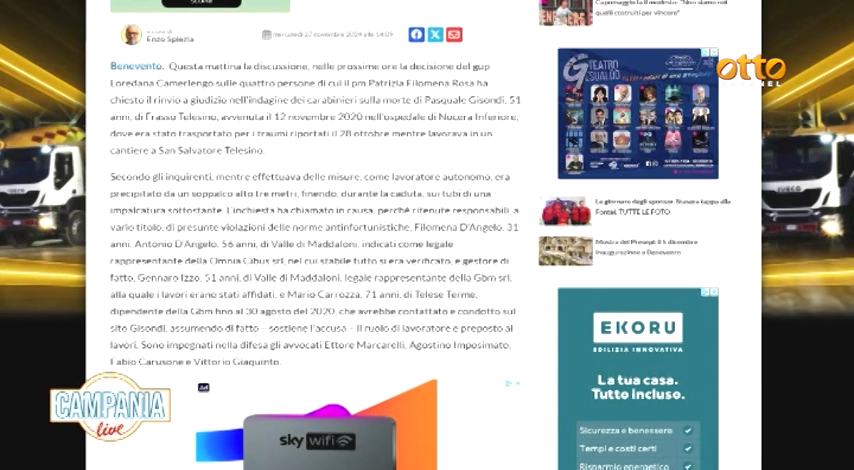 a cura di
Enzo Spiezia
mercoledì 27 novembre 2024 alle 14:09
Benevento. Questa mattina la discussione, nelle prossime ore la decisione del gup
Loredana Camerlengo sulle quattro persone di cui il pm Patrizia Filomena Rosa ha
chiesto il rinvio a giudizio nell'indagine dei carabinieri sulla morte di Pasquale Gisondi, 51
anni, di Frasso Telesino, avvenuta il 12 novembre 2020 nell'ospedale di Nocera Inferiore,
dove era stato trasportato per i traumi riportati il 28 ottobre mentre lavorava in un
cantiere a San Salvatore Telesino.
Secondo gli inquirenti, mentre effettuava delle misure, come lavoratore autonomo, era
precipitato da un soppalco alto tre metri, finendo, durante la caduta, sui tubi di una
impalcatura sottostante. L'inchiesta ha chiamato in causa, perchè ritenute responsabili, a
vario titolo, di presunte violazioni delle norme antinfortunistiche, Filomena D'Angelo, 31
anni, Antonio D'Angelo, 56 anni, di Valle di Maddaloni, indicati come legale
rappresentante della Omnia Cibus srl, nel cui stabile tutto si era verificato, e gestore di
fatto, Gennaro Izzo, 51 anni, di Valle di Maddaloni, legale rappresentante della Gbm srl,
alla quale i lavori erano stati affidati, e Mario Carrozza, 71 anni, di Telese Terme,
dipendente della Gbm fino al 30 agosto del 2020, che avrebbe contattato e condotto sul
sito Gisondi, assumendo di fatto – sostiene l'accusa – il ruolo di lavoratore e preposto ai
lavori. Sono impegnati nella difesa gli avvocati Ettore Marcarelli, Agostino Imposimato,
Fabio Carusone e Vittorio Giaquinto.
sky wifi
quelli costruiti per vincere"
TEATRO
GESUALDO
otto
Le giornate dello sponsor. Nuova tappa alla
Fontel. TUTTE LE FOTO
Mostra dei Presepi: il 5 dicembre
inaugurazione a Benevento
EKORU
EDILIZIA INNOVATIVA
La tua casa.
Tutto incluso.
Sicurezza e benessere
Tempi e costi certi
Risparmio energetico
CAMPANIA
live
IVECO